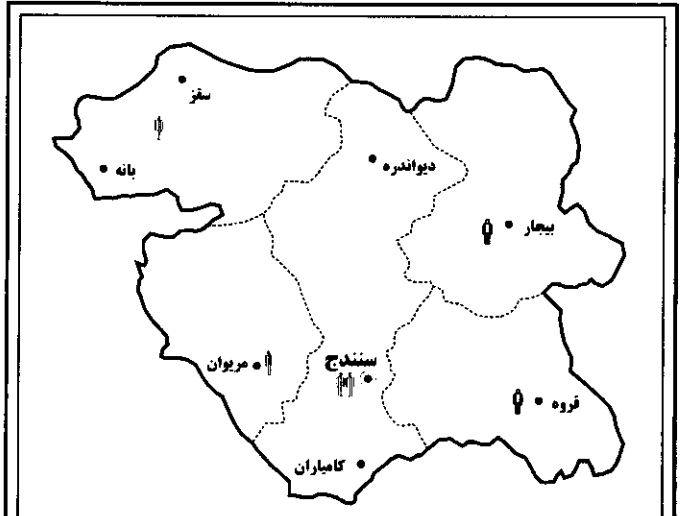 سقز
بانه
دیواندره
بیجار
سنندج
مریوان
قروه
کامیاران